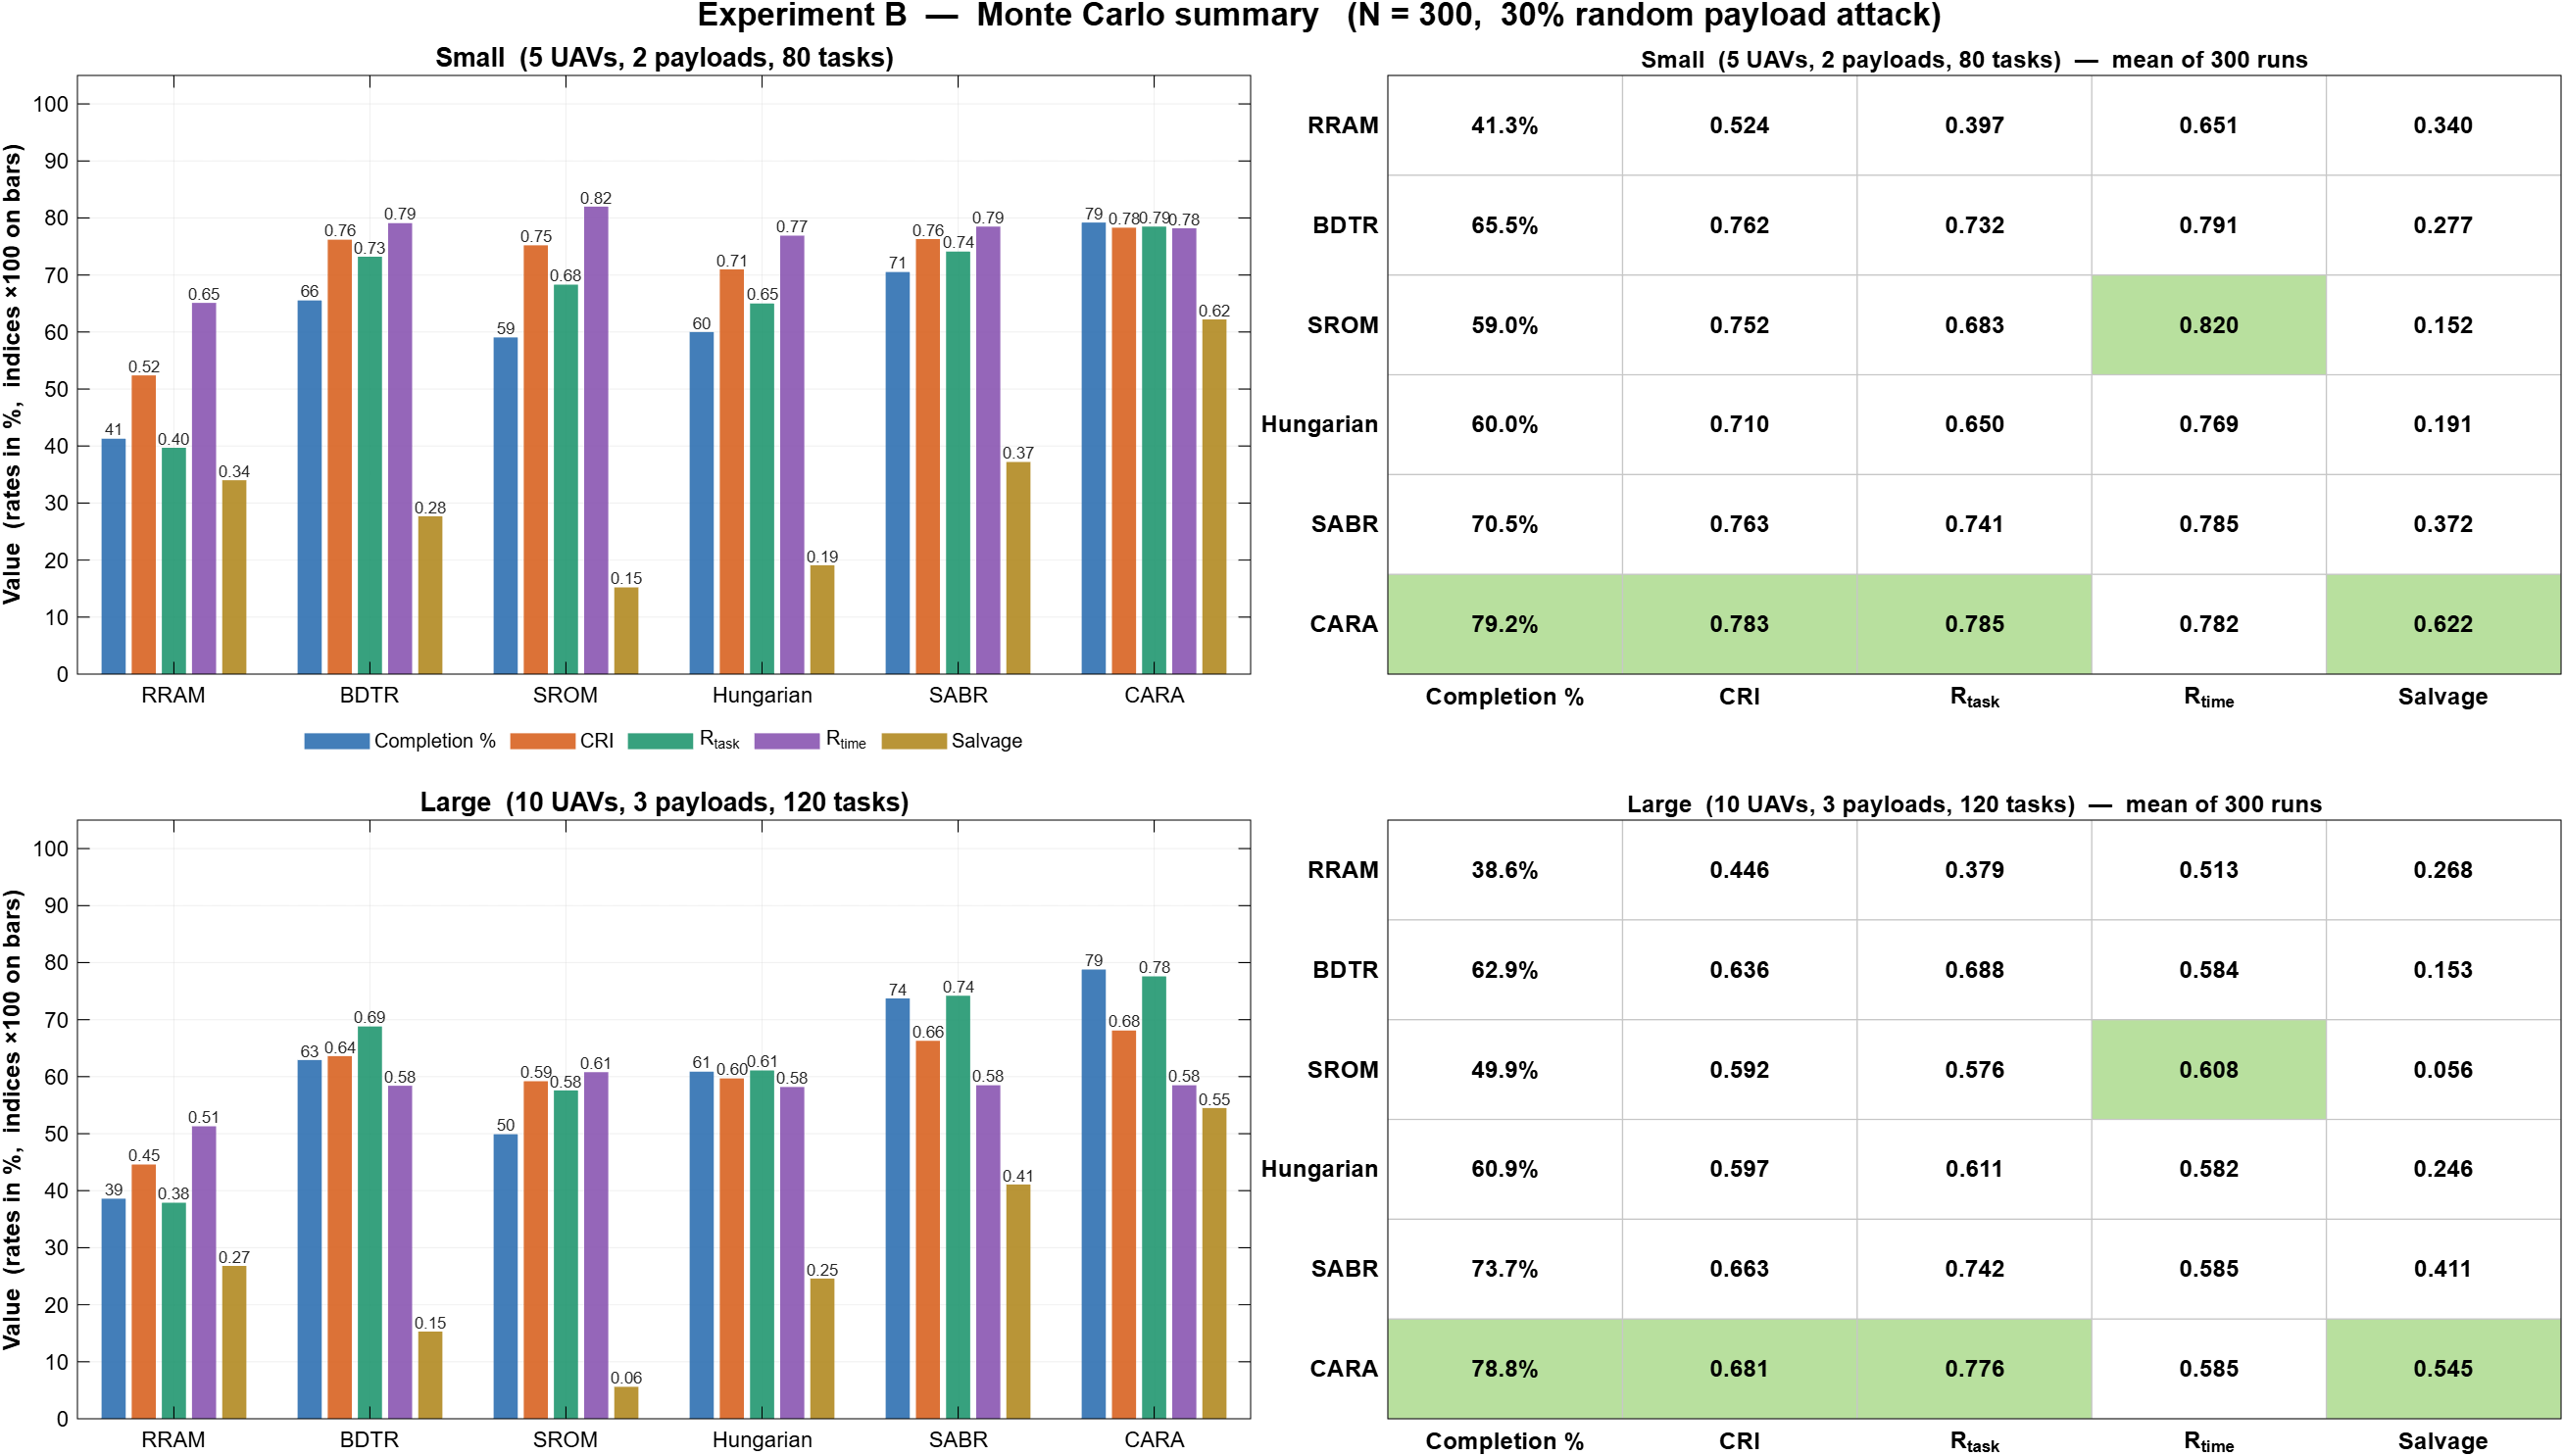 Experiment B — Monte Carlo summary (N = 300, 30% random payload attack)
Small (5 UAVs, 2 payloads, 80 tasks)
Value (rates in %, indices ×100 on bars)
100
90
80
70
60
50
40
30
20
10
0
41 0.52 0.40 0.65 0.34
66 0.76 0.73 0.79 0.28
59 0.75 0.68 0.82 0.15
60 0.71 0.65 0.77 0.19
71 0.76 0.74 0.79 0.37
79 0.78 0.79 0.78 0.62
RRAM BDTR SROM Hungarian SABR CARA
Completion % CRI Rtask Rtime Salvage
Small (5 UAVs, 2 payloads, 80 tasks) — mean of 300 runs
RRAM 41.3% 0.524 0.397 0.651 0.340
BDTR 65.5% 0.762 0.732 0.791 0.277
SROM 59.0% 0.752 0.683 0.820 0.152
Hungarian 60.0% 0.710 0.650 0.769 0.191
SABR 70.5% 0.763 0.741 0.785 0.372
CARA 79.2% 0.783 0.785 0.782 0.622
Completion % CRI Rtask Rtime Salvage
Large (10 UAVs, 3 payloads, 120 tasks)
Value (rates in %, indices ×100 on bars)
100
90
80
70
60
50
40
30
20
10
0
39 0.45 0.38 0.51 0.27
63 0.64 0.69 0.58 0.15
50 0.59 0.58 0.61 0.06
61 0.60 0.61 0.58 0.25
74 0.66 0.74 0.58 0.41
79 0.68 0.78 0.58 0.55
RRAM BDTR SROM Hungarian SABR CARA
Large (10 UAVs, 3 payloads, 120 tasks) — mean of 300 runs
RRAM 38.6% 0.446 0.379 0.513 0.268
BDTR 62.9% 0.636 0.688 0.584 0.153
SROM 49.9% 0.592 0.576 0.608 0.056
Hungarian 60.9% 0.597 0.611 0.582 0.246
SABR 73.7% 0.663 0.742 0.585 0.411
CARA 78.8% 0.681 0.776 0.585 0.545
Completion % CRI Rtask Rtime Salvage